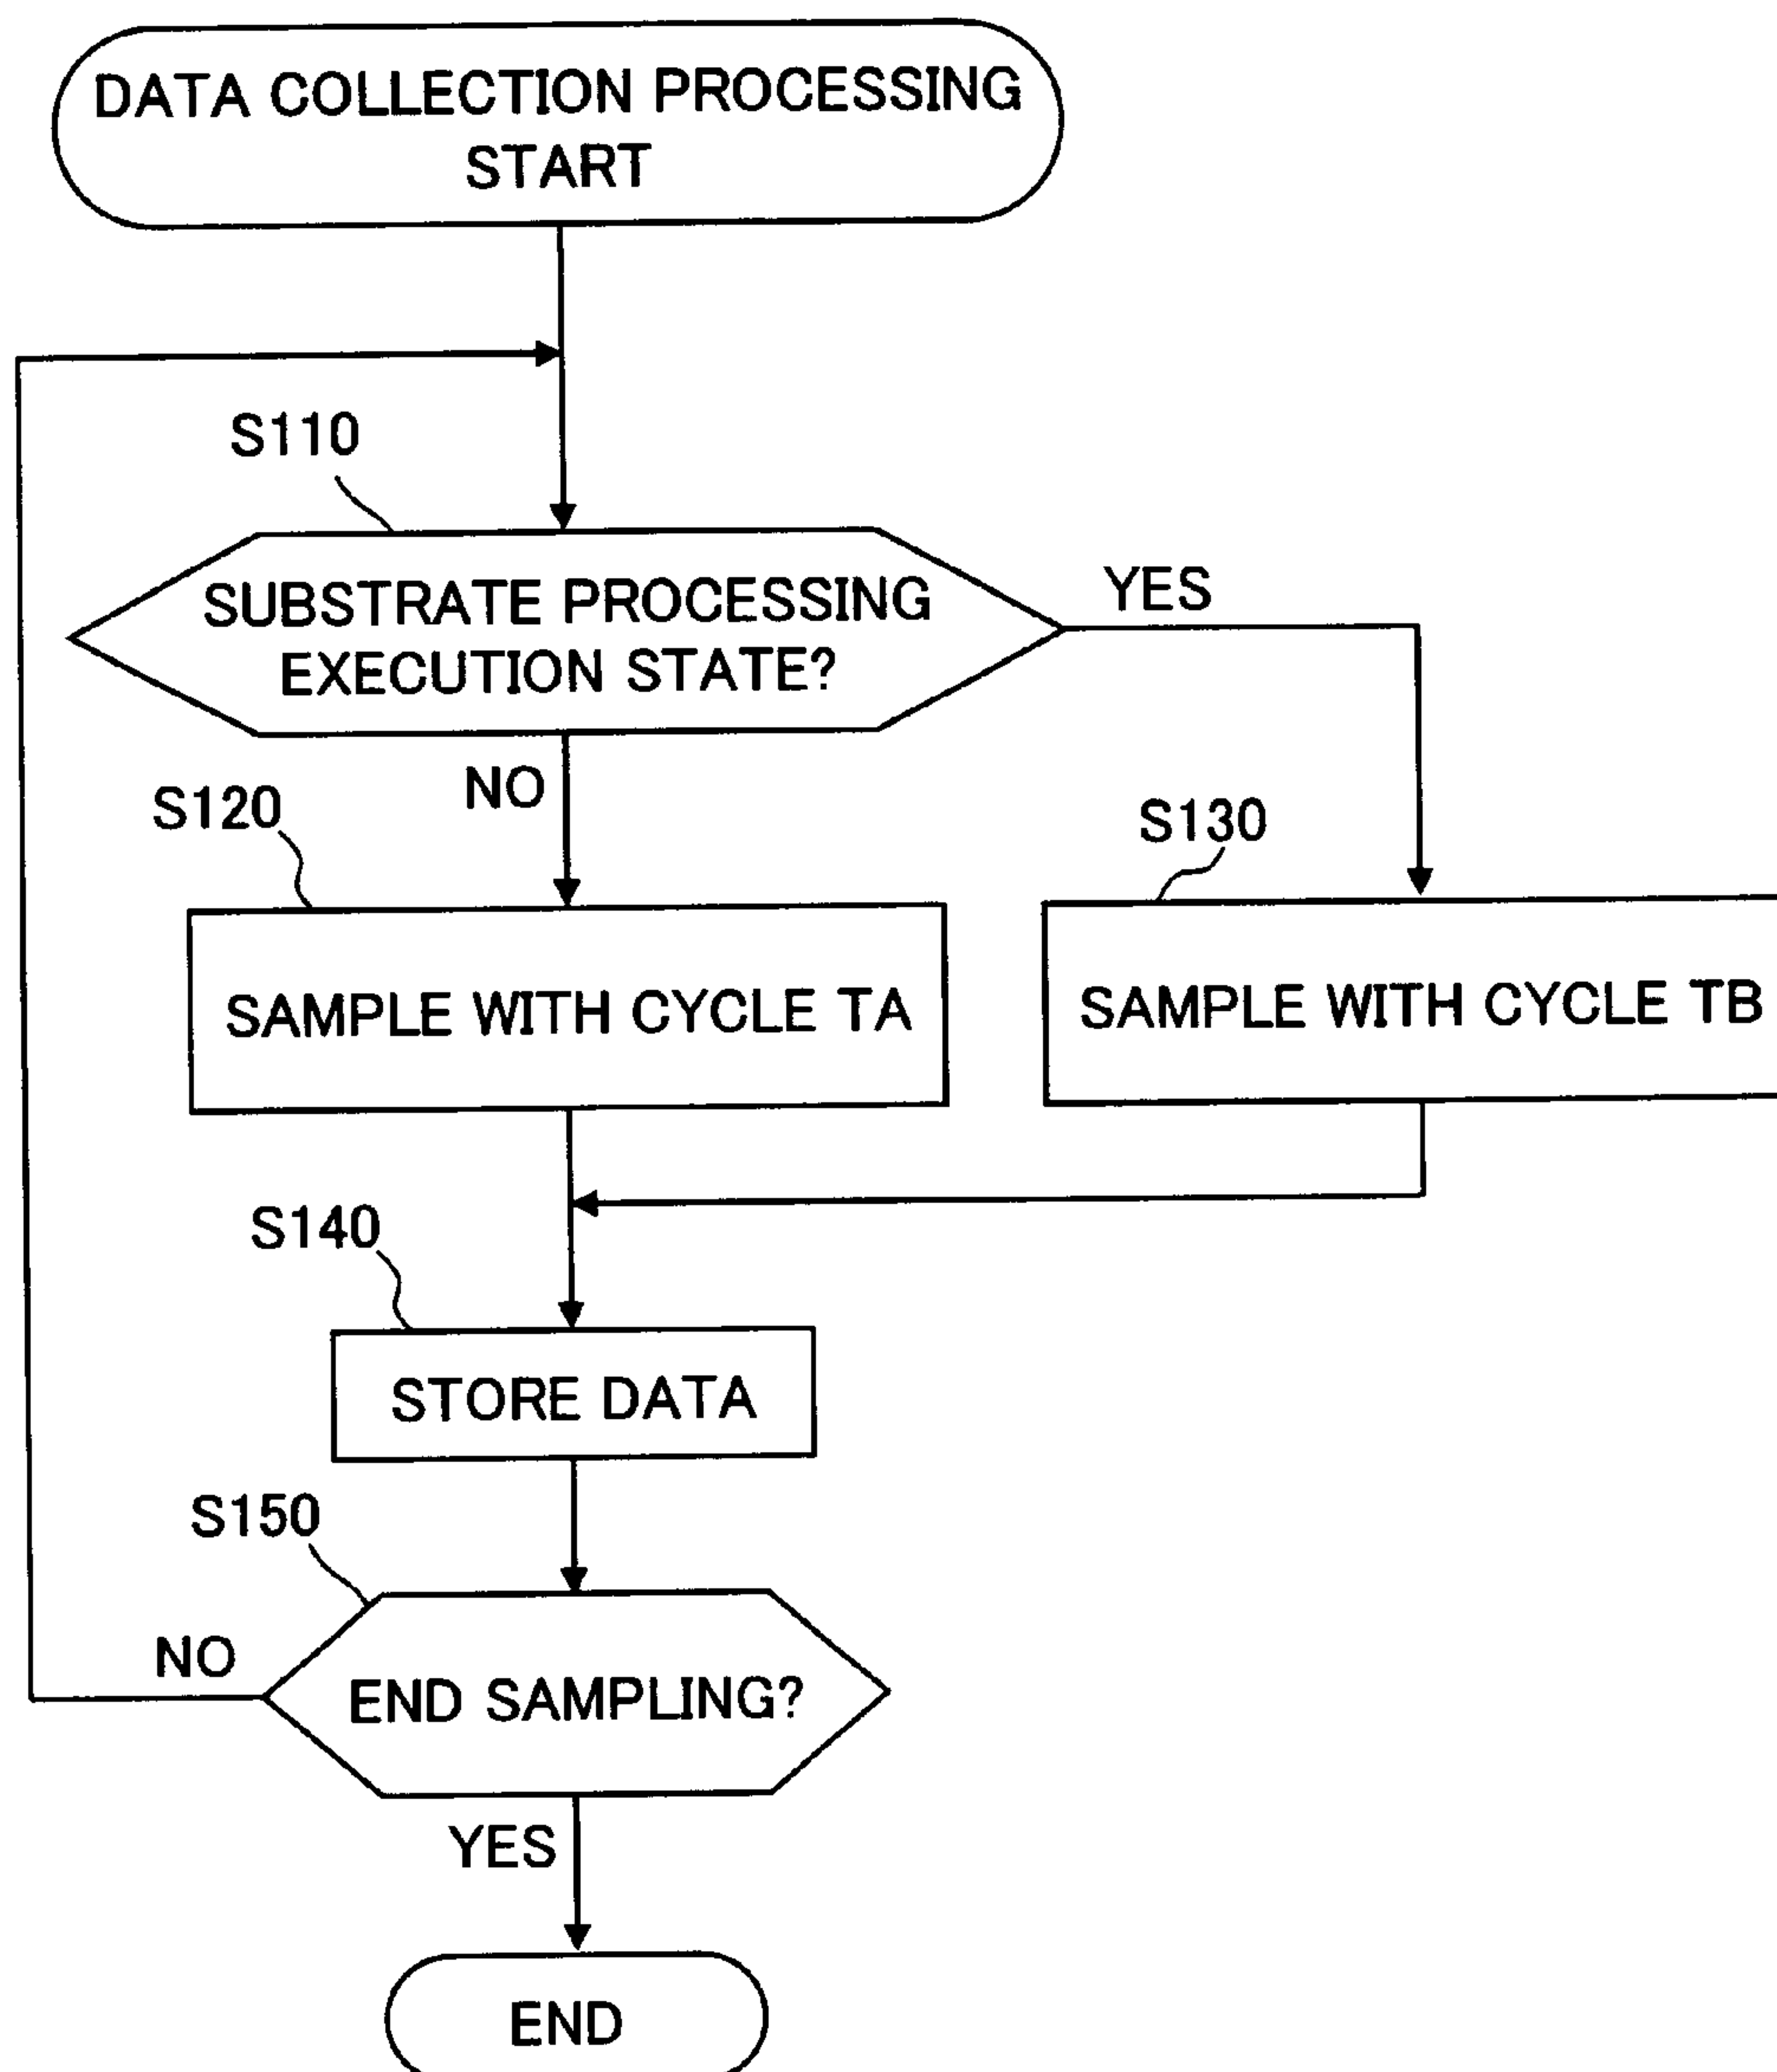 DATA COLLECTION PROCESSING
START
S110
SUBSTRATE PROCESSING
EXECUTION STATE?
YES
NO
S120
S130
SAMPLE WITH CYCLE TA
SAMPLE WITH CYCLE TB
S140
STORE DATA
S150
NO
END SAMPLING?
YES
END